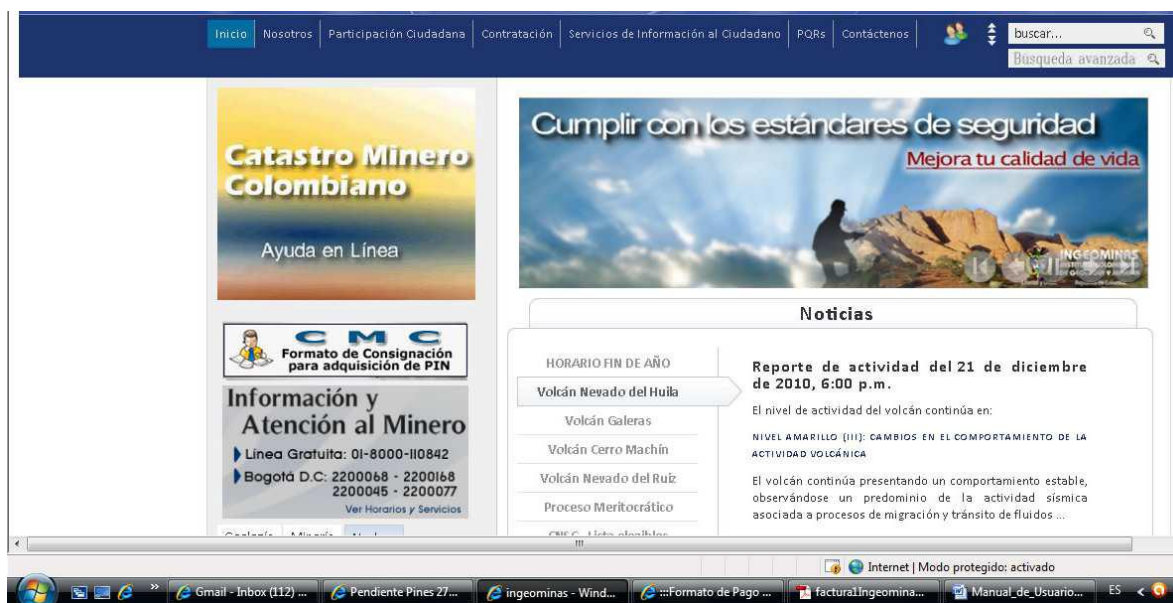 Inicio
Nosotros
Participación Ciudadana
Contratación
Servicios de Información al Ciudadano
PQRs
Contáctenos
buscar...
Búsqueda avanzada
Catastro Minero
Colombiano
Ayuda en Línea
CMC
Formato de Consignación
para adquisición de PIN
Información y
Atención al Minero
Línea Gratuita: 01-8000-110842
Bogotá D.C: 2200068 - 2200168
2200045 - 2200077
Ver Horarios y Servicios
Cumplir con los estándares de seguridad
Mejora tu calidad de vida
INGEOMINAS
Noticias
HORARIO FIN DE AÑO
Volcán Nevado del Huila
Volcán Galeras
Volcán Cerro Machín
Volcán Nevado del Ruiz
Proceso Meritocrático
Reporte de actividad del 21 de diciembre
de 2010, 6:00 p.m.
El nivel de actividad del volcán continúa en:
NIVEL AMARILLO (III): CAMBIOS EN EL COMPORTAMIENTO DE LA
ACTIVIDAD VOLCÁNICA
El volcán continúa presentando un comportamiento estable,
observándose un predominio de la actividad sísmica
asociada a procesos de migración y tránsito de fluidos ...
Internet | Modo protegido: activado
Gmail - Inbox (112) ...
Pendiente Pines 27...
ingeominas - Wind...
:::Formato de Pago ...
factura1Ingeomina...
Manual_de_Usuario...
ES